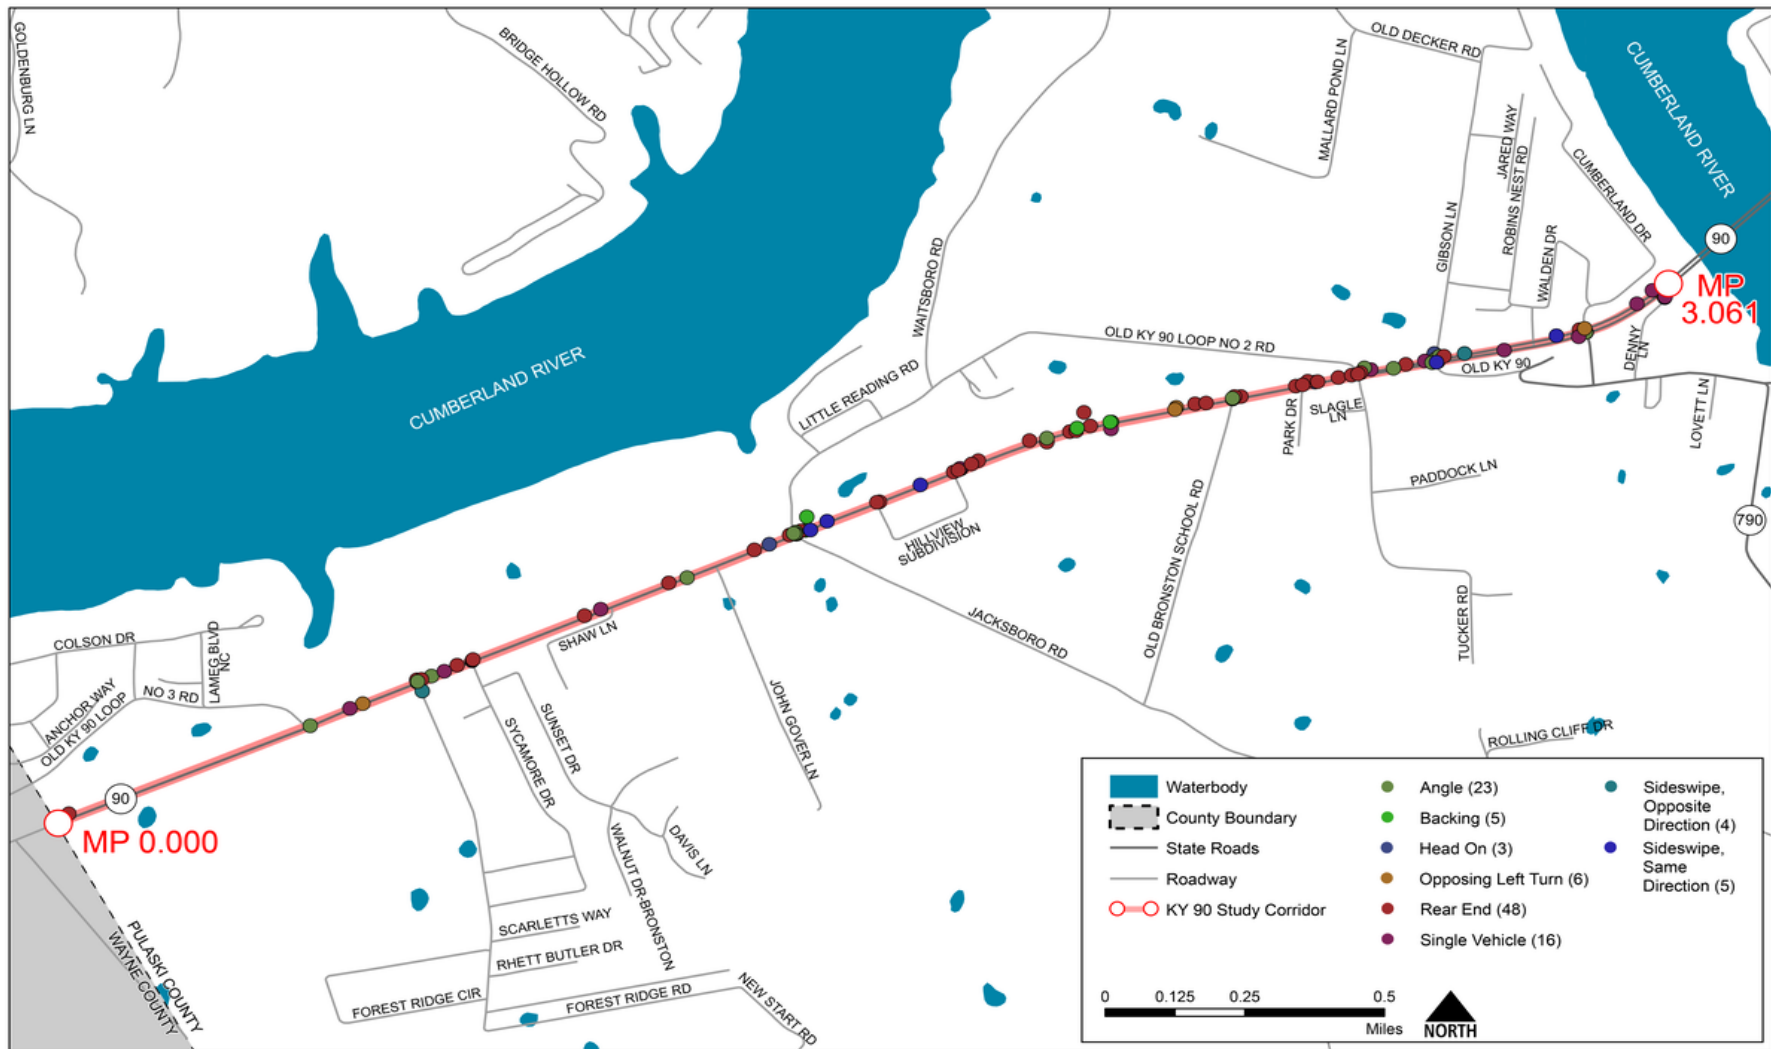 GOLDENBURG LN
BRIDGE HOLLOW RD
OLD DECKER RD
MALLARD POND LN
CUMBERLAND RIVER
JARED WAY
ROBINS NEST RD
CUMBERLAND DR
GIBSON LN
WALDEN DR
90
MP
3.061
WAITSBORO RD
OLD KY 90 LOOP NO 2 RD
CUMBERLAND RIVER
LITTLE READING RD
OLD KY 90
DENNY
LN
LOVETT LN
PARK DR
SLAGLE
LN
PADDOCK LN
790
HILLVIEW
SUBDIVISION
OLD BRONSTON SCHOOL RD
JACKSBORO RD
TUCKER RD
COLSON DR
LAMEG BLVD
NC
SHAW LN
ANCHOR WAY
OLD KY 90 LOOP
NO 3 RD
SYCAMORE DR
SUNSET DR
JOHN GOVER LN
ROLLING CLIFF DR
90
MP 0.000
WALNUT DR-BRONSTON
DAVIS LN
SCARLETTS WAY
RHETT BUTLER DR
FOREST RIDGE CIR
FOREST RIDGE RD
NEW START RD
PULASKI COUNTY
WAYNE COUNTY
Waterbody
County Boundary
State Roads
Roadway
KY 90 Study Corridor
Angle (23)
Backing (5)
Head On (3)
Opposing Left Turn (6)
Rear End (48)
Single Vehicle (16)
Sideswipe,
Opposite
Direction (4)
Sideswipe,
Same
Direction (5)
0 0.125 0.25 0.5
Miles
NORTH